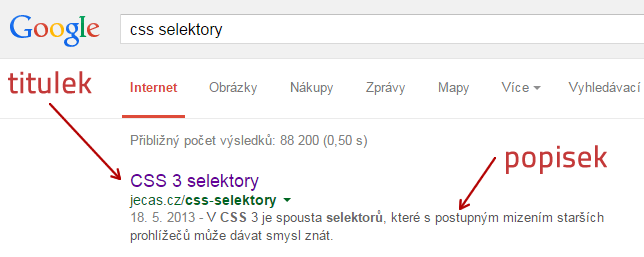 Google
css selektory
titulek
Internet Obrázky Nákupy Zprávy Mapy Více Vyhledávací
Přibližný počet výsledků: 88 200 (0,50 s)
popisek
CSS 3 selektory
jecas.cz/css-selektory
18. 5. 2013 - V CSS 3 je spousta selektorů, které s postupným mizením starších
prohlížečů může dávat smysl znát.